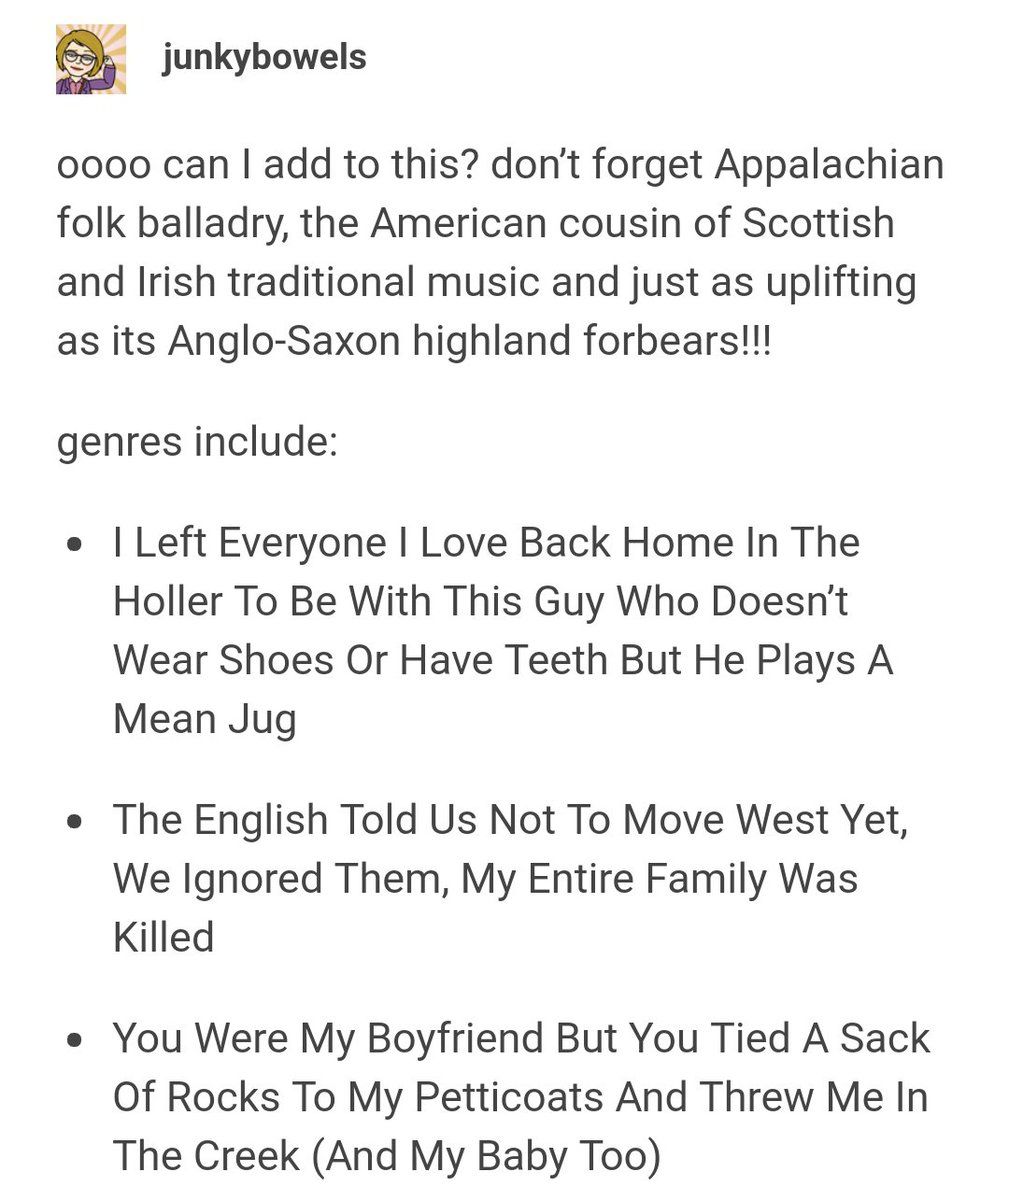 junkybowels
oooo can I add to this? don’t forget Appalachian
folk balladry, the American cousin of Scottish
and Irish traditional music and just as uplifting
as its Anglo-Saxon highland forbears!!!
genres include:
• I Left Everyone I Love Back Home In The
Holler To Be With This Guy Who Doesn’t
Wear Shoes Or Have Teeth But He Plays A
Mean Jug
• The English Told Us Not To Move West Yet,
We Ignored Them, My Entire Family Was
Killed
• You Were My Boyfriend But You Tied A Sack
Of Rocks To My Petticoats And Threw Me In
The Creek (And My Baby Too)